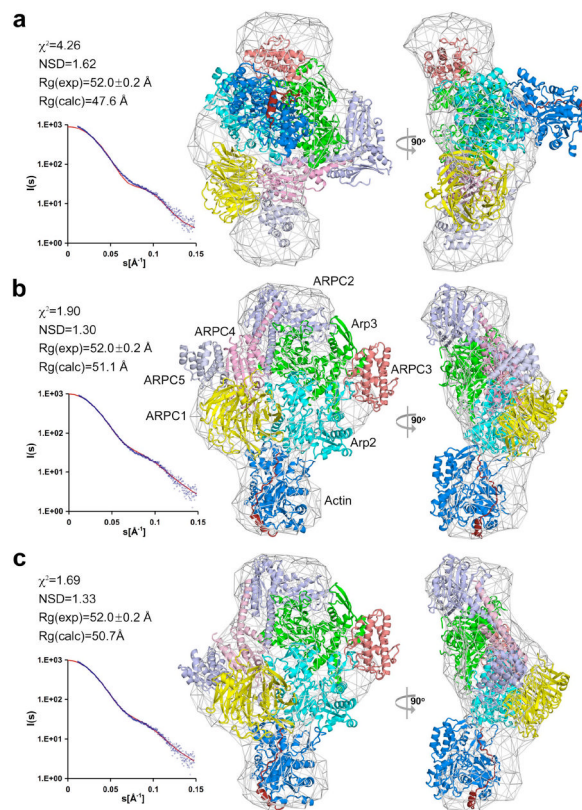 a
χ²=4.26
NSD=1.62
Rg(exp)=52.0±0.2 Å
Rg(calc)=47.6 Å
1.E+03
1.E+02
1.E+01
1.E+00
I(s)
0 0.05 0.1 0.15
s[Å⁻¹]
90º
b
χ²=1.90
NSD=1.30
Rg(exp)=52.0±0.2 Å
Rg(calc)=51.1 Å
1.E+03
1.E+02
1.E+01
1.E+00
I(s)
0 0.05 0.1 0.15
s[Å⁻¹]
ARPC2
ARPC4
Arp3
ARPC5
ARPC3
ARPC1
Arp2
Actin
90º
c
χ²=1.69
NSD=1.33
Rg(exp)=52.0±0.2 Å
Rg(calc)=50.7Å
1.E+03
1.E+02
1.E+01
1.E+00
I(s)
0 0.05 0.1 0.15
s[Å⁻¹]
90º